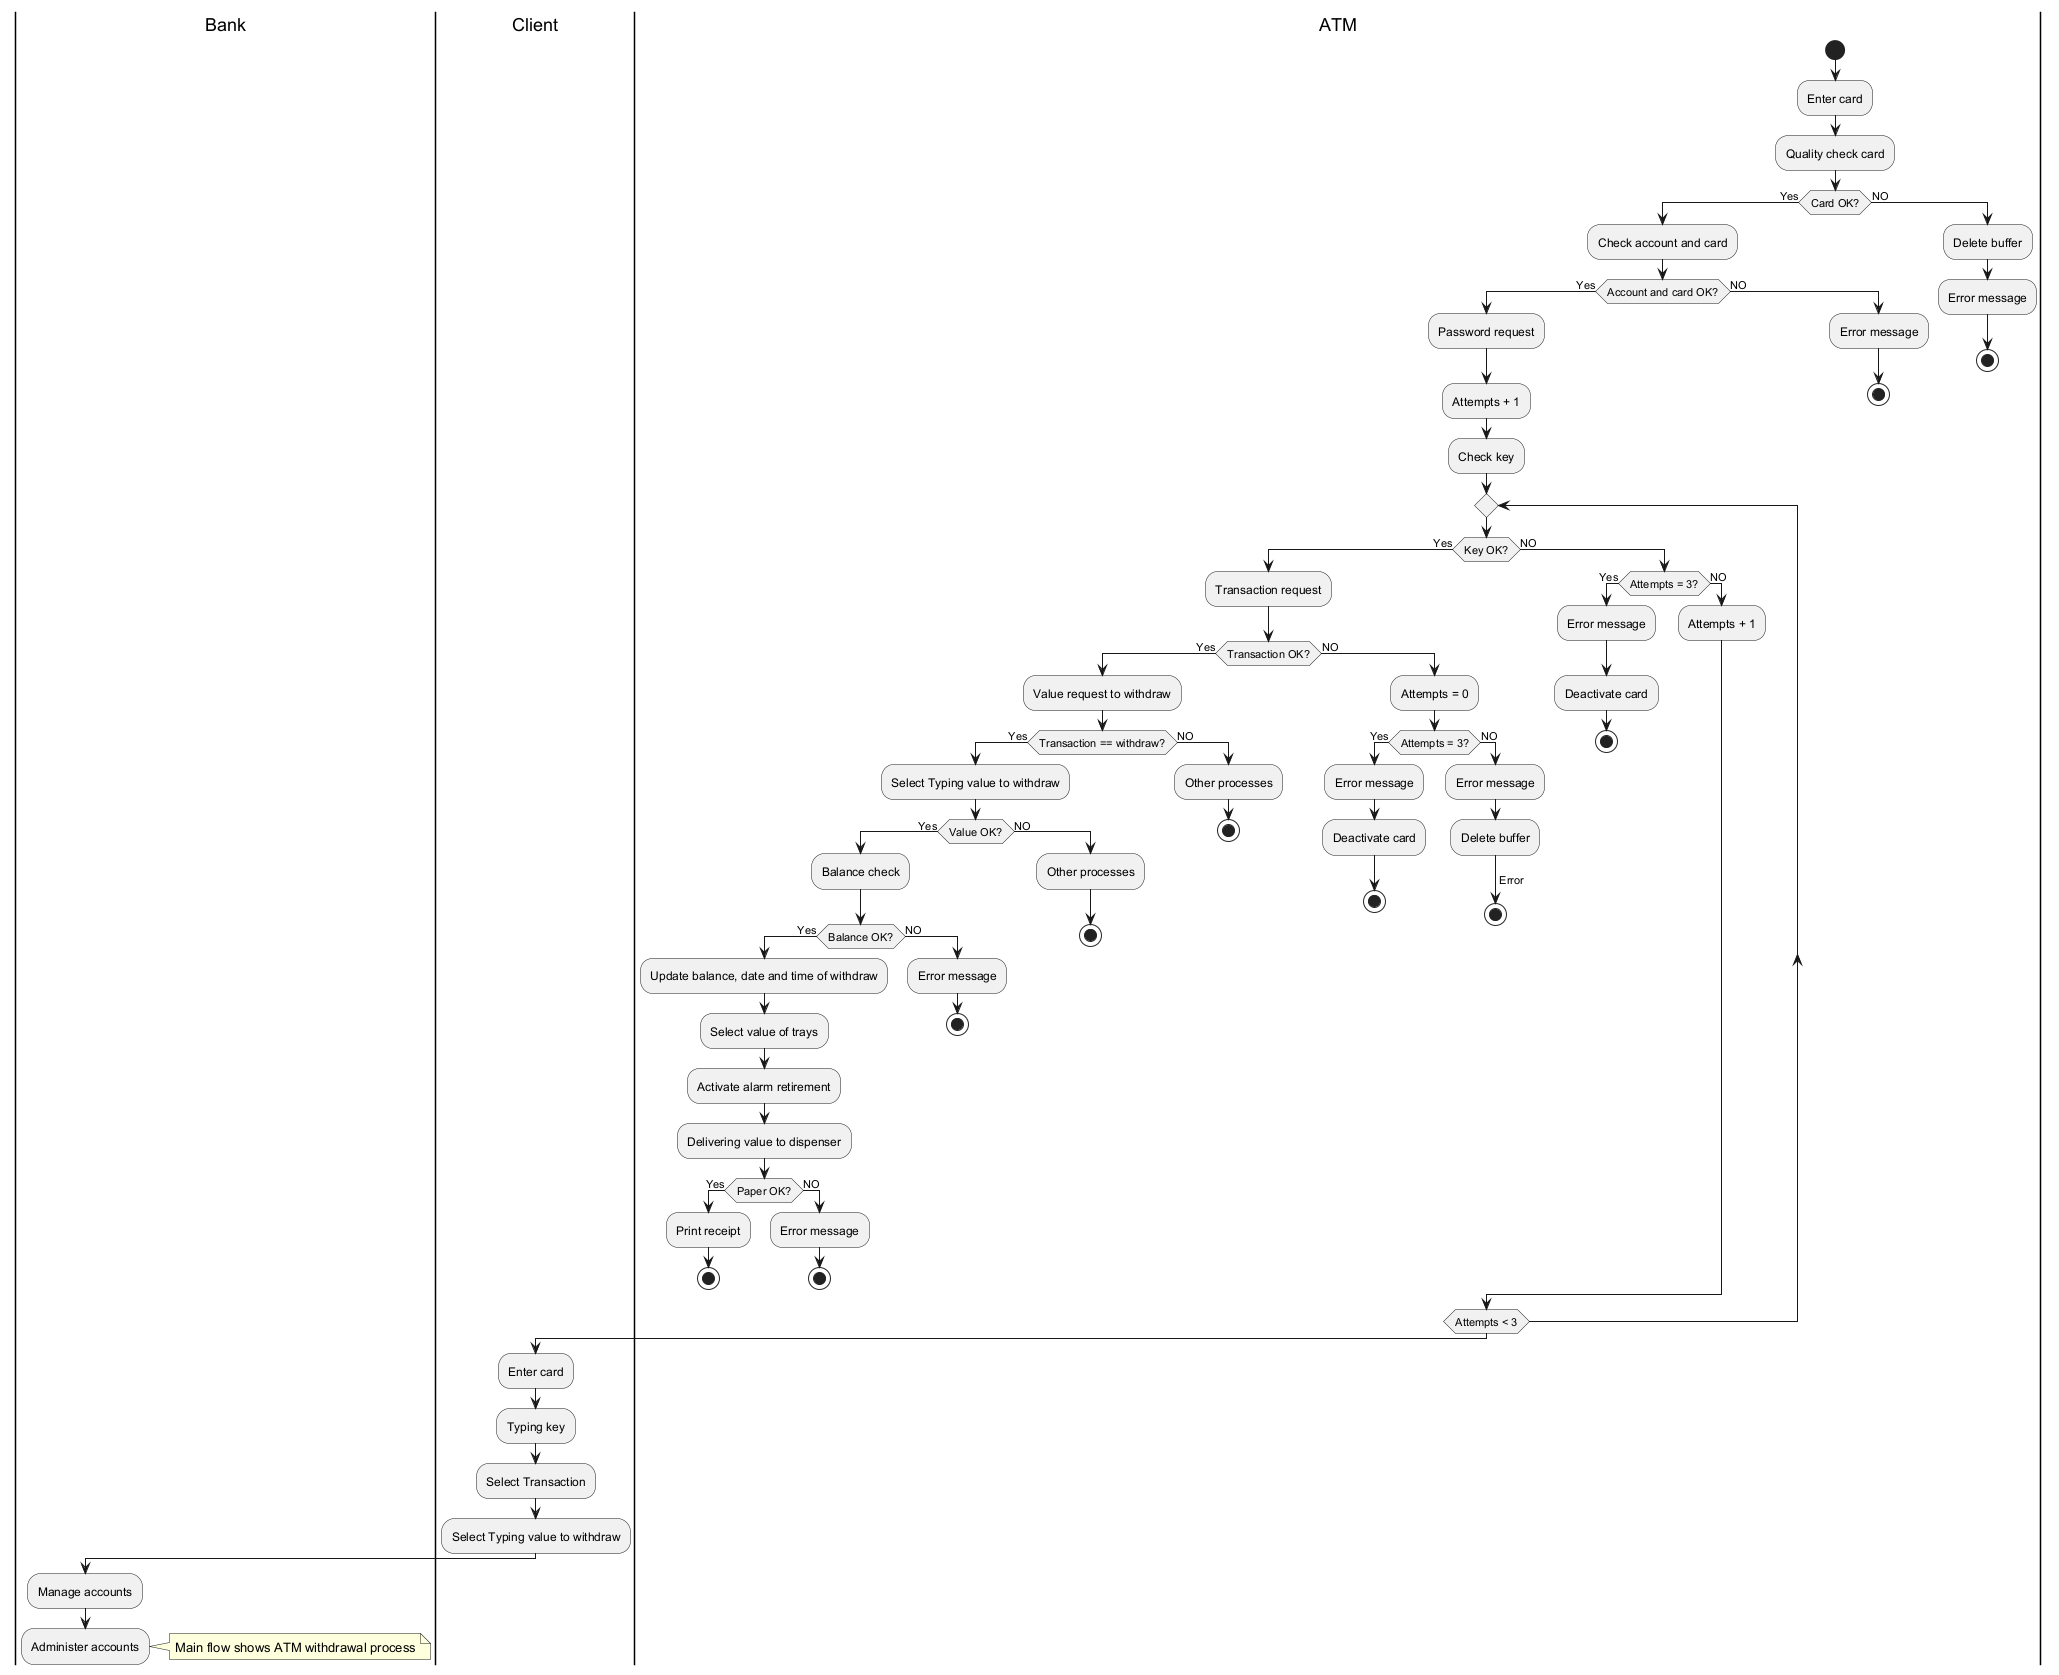 Bank
Client
ATM
Enter card
Quality check card
Yes
Card OK?
NO
Check account and card
Delete buffer
Yes
Account and card OK?
NO
Error message
Password request
Error message
Attempts + 1
Check key
Yes
Key OK?
NO
Yes
Attempts = 3?
NO
Transaction request
Error message
Attempts + 1
Yes
Transaction OK?
NO
Value request to withdraw
Attempts = 0
Deactivate card
Yes
Transaction == withdraw?
NO
Yes
Attempts = 3?
NO
Select Typing value to withdraw
Other processes
Error message
Error message
Yes
Value OK?
NO
Deactivate card
Delete buffer
Balance check
Other processes
Error
Yes
Balance OK?
NO
Update balance, date and time of withdraw
Error message
Select value of trays
Activate alarm retirement
Delivering value to dispenser
Yes
Paper OK?
NO
Print receipt
Error message
Attempts < 3
Enter card
Typing key
Select Transaction
Select Typing value to withdraw
Manage accounts
Administer accounts
Main flow shows ATM withdrawal process